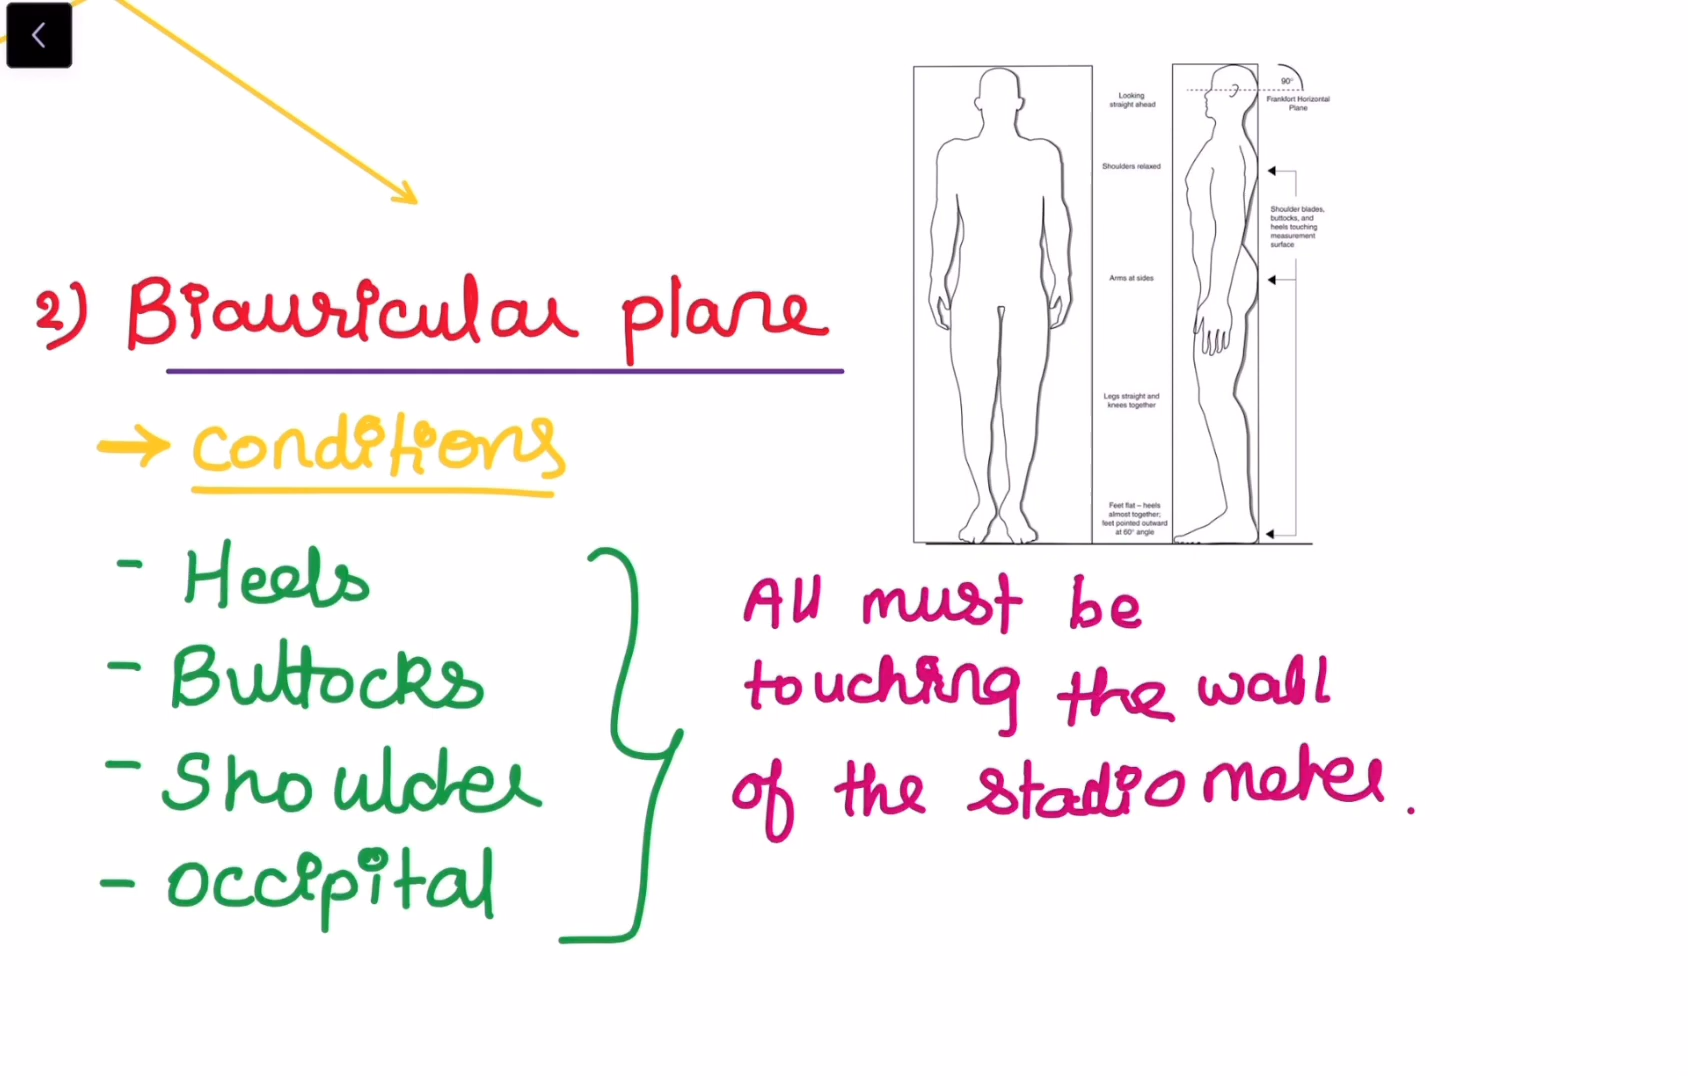 Looking
straight ahead
90°
Frankfort Horizontal
Plane
Shoulders relaxed
Shoulder blades,
buttocks, and
heels touching
measurement
surface
Arms at sides
Legs straight and
knees together
Feet flat – heels
almost together;
feet pointed outward
at 60° angle
2) Biauricular plane
→ conditions
- Heels
- Buttocks
- Shoulder
- occipital
All must be
touching the wall
of the stadiometer.